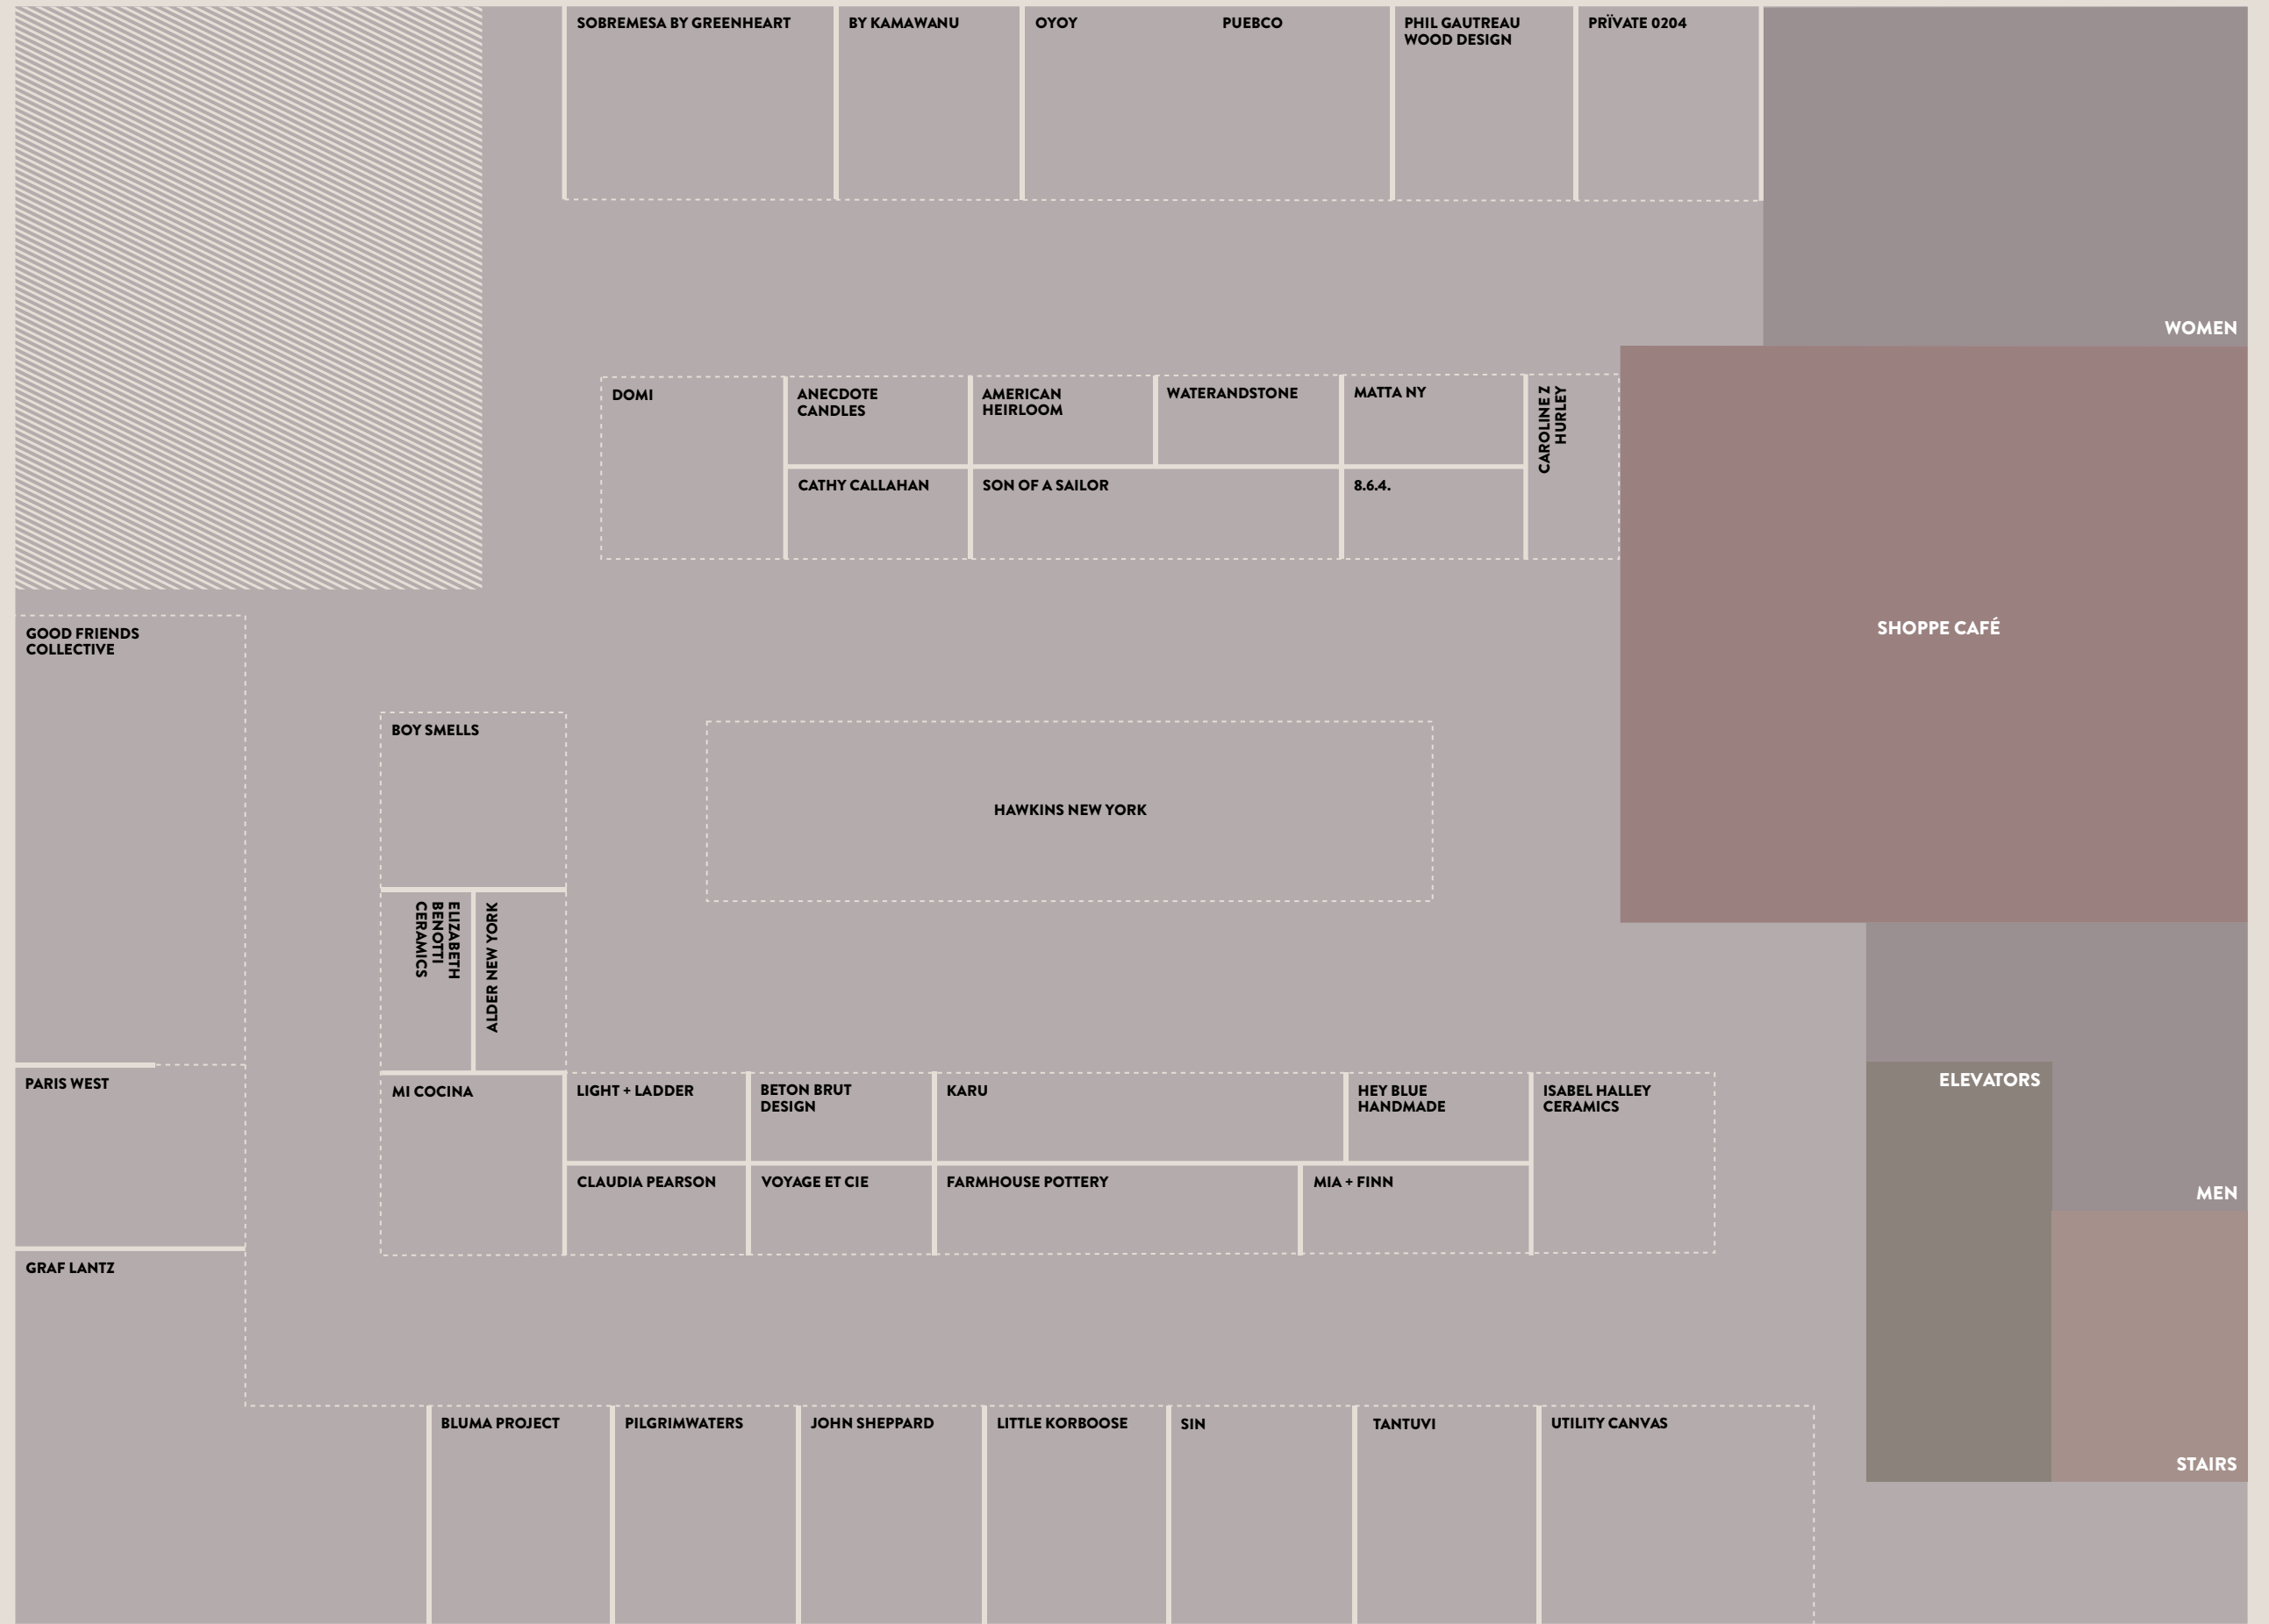 SOBREMESA BY GREENHEART
BY KAMAWANU
OYOY
PUEBCO
PHIL GAUTREAU
WOOD DESIGN
PRÏVATE 0204
WOMEN
DOMI
ANECDOTE
CANDLES
AMERICAN
HEIRLOOM
WATERANDSTONE
MATTA NY
CAROLINE Z
HURLEY
CATHY CALLAHAN
SON OF A SAILOR
8.6.4.
SHOPPE CAFÉ
GOOD FRIENDS
COLLECTIVE
BOY SMELLS
HAWKINS NEW YORK
ELIZABETH
BENOTTI
CERAMICS
ALDER NEW YORK
PARIS WEST
MI COCINA
LIGHT + LADDER
BETON BRUT
DESIGN
KARU
HEY BLUE
HANDMADE
ISABEL HALLEY
CERAMICS
ELEVATORS
CLAUDIA PEARSON
VOYAGE ET CIE
FARMHOUSE POTTERY
MIA + FINN
MEN
GRAF LANTZ
BLUMA PROJECT
PILGRIMWATERS
JOHN SHEPPARD
LITTLE KORBOOSE
SIN
TANTUVI
UTILITY CANVAS
STAIRS